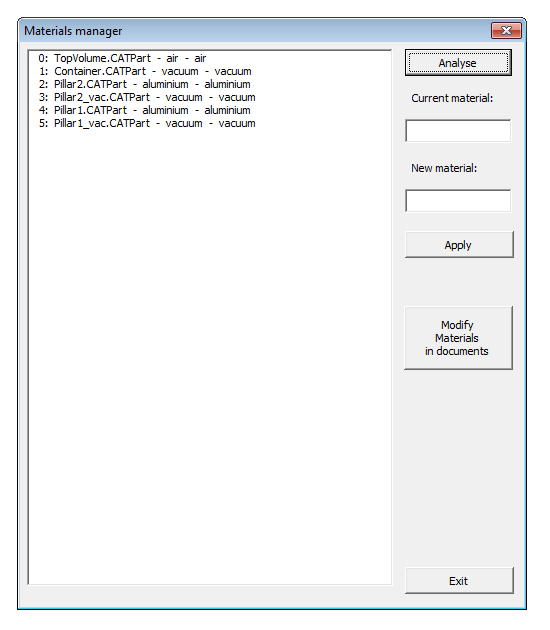 Materials manager
0: TopVolume.CATPart - air - air
1: Container.CATPart - vacuum - vacuum
2: Pillar2.CATPart - aluminium - aluminium
3: Pillar2_vac.CATPart - vacuum - vacuum
4: Pillar1.CATPart - aluminium - aluminium
5: Pillar1_vac.CATPart - vacuum - vacuum
Analyse
Current material:
New material:
Apply
Modify
Materials
in documents
Exit